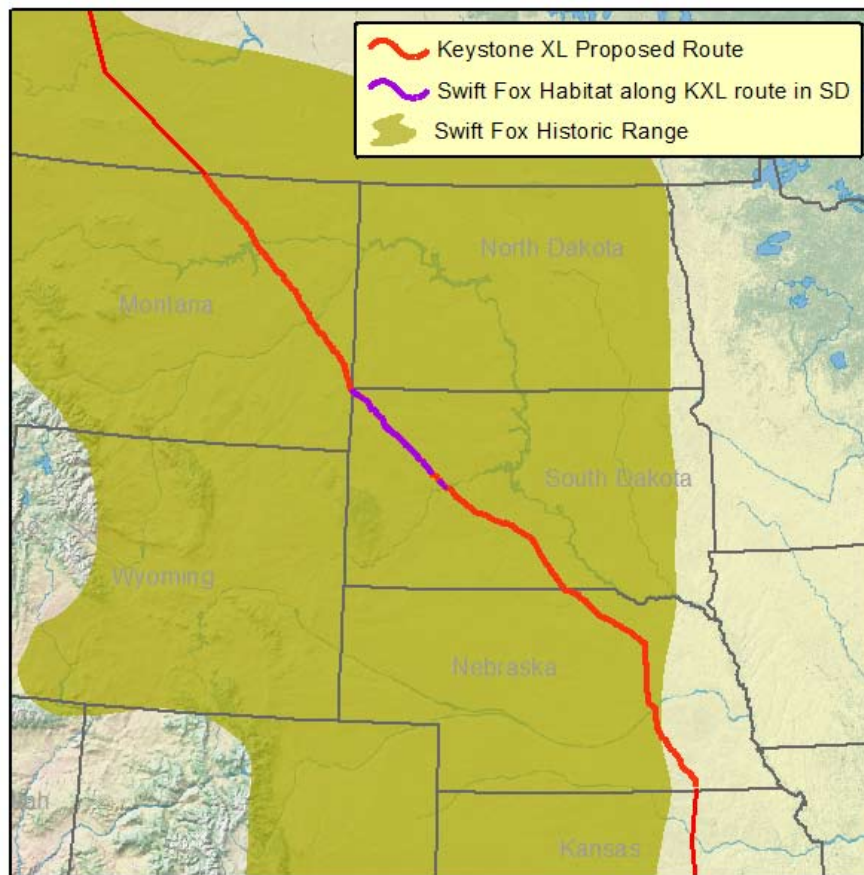 Keystone XL Proposed Route
Swift Fox Habitat along KXL route in SD
Swift Fox Historic Range
North Dakota
Montana
South Dakota
Wyoming
Nebraska
Kansas